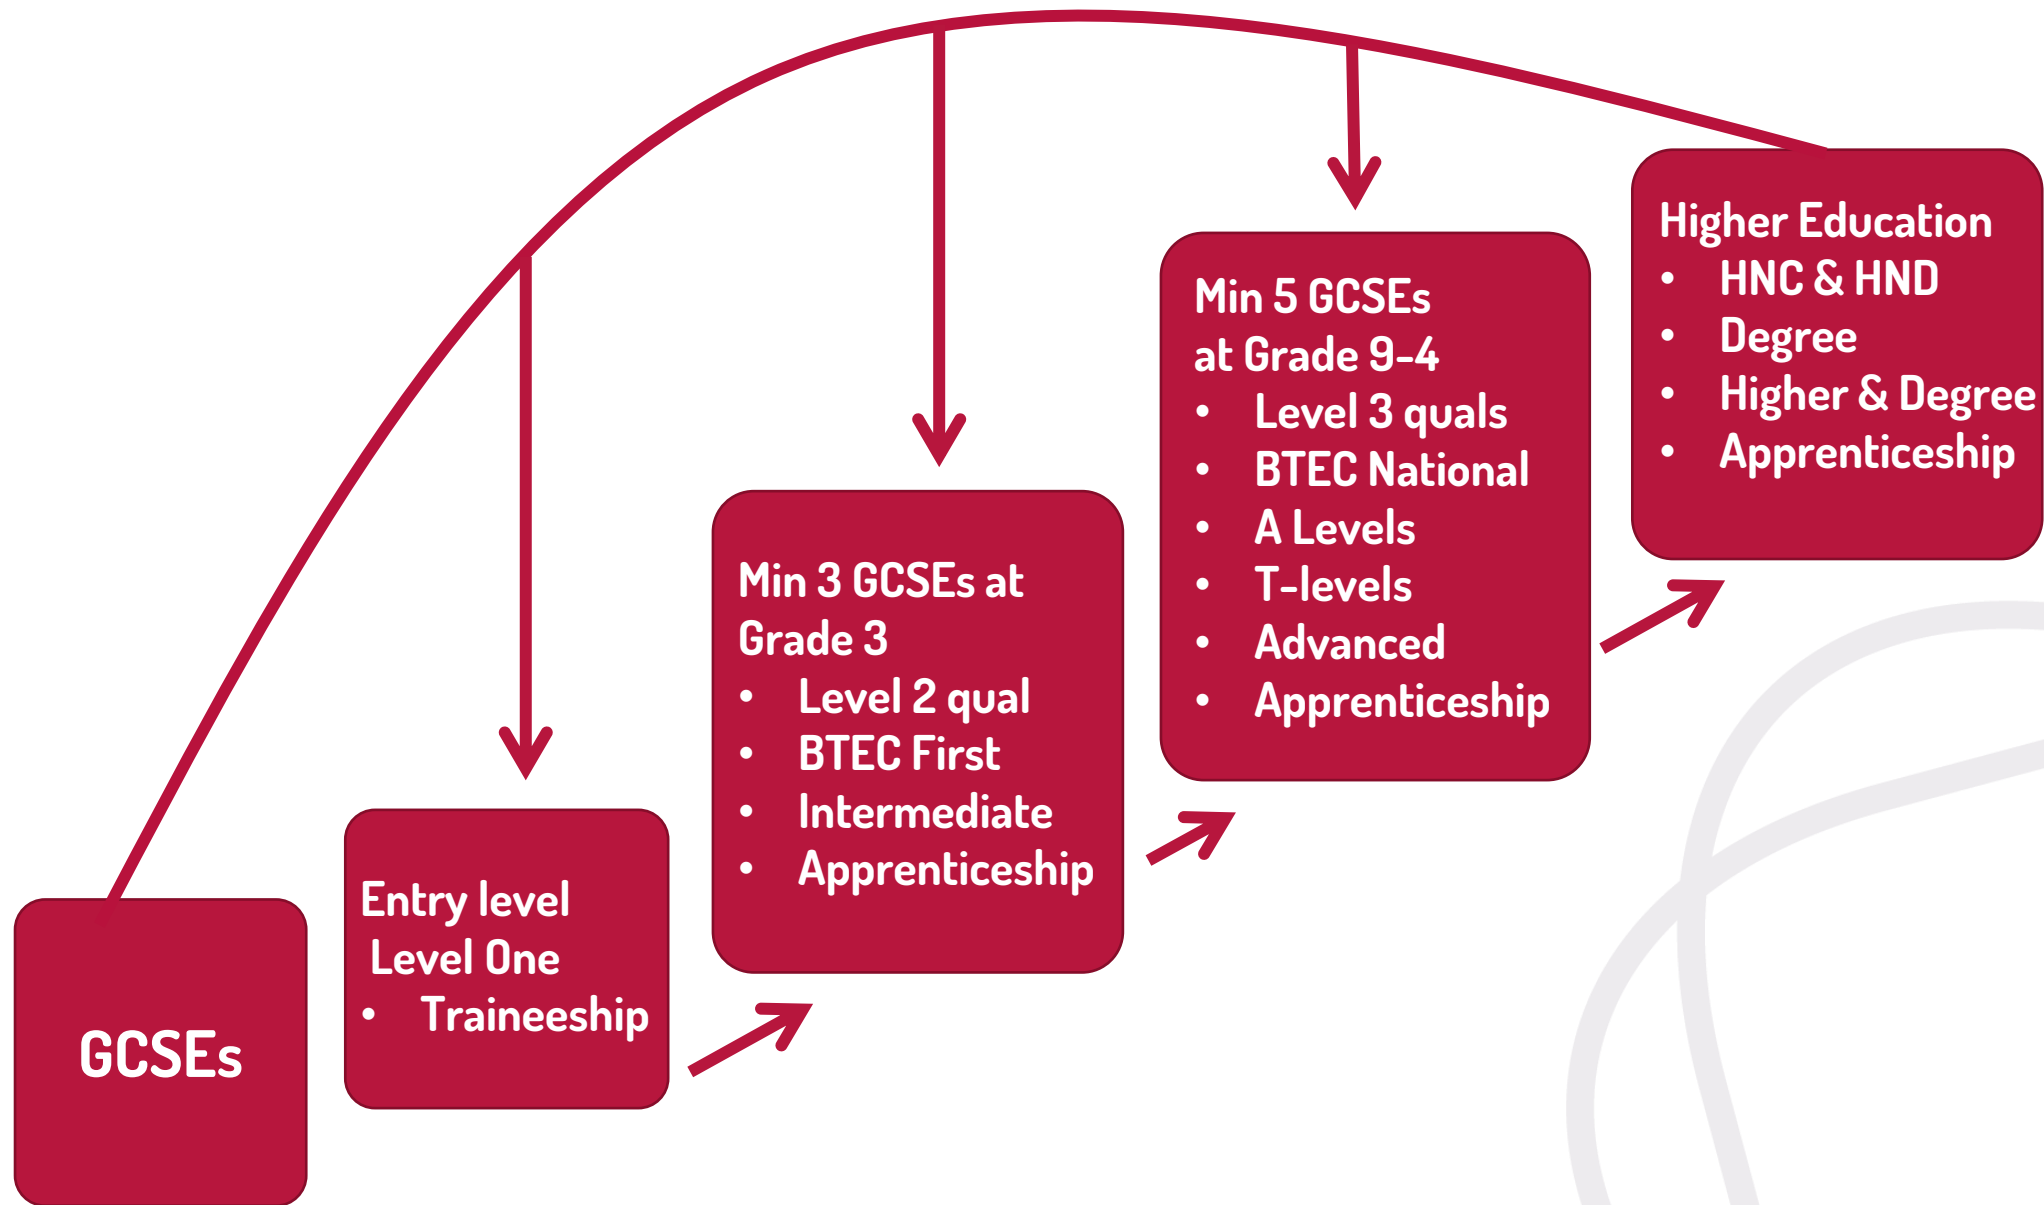 GCSEs
Entry level
Level One
• Traineeship
Min 3 GCSEs at
Grade 3
• Level 2 qual
• BTEC First
• Intermediate
• Apprenticeship
Min 5 GCSEs
at Grade 9-4
• Level 3 quals
• BTEC National
• A Levels
• T-levels
• Advanced
• Apprenticeship
Higher Education
• HNC & HND
• Degree
• Higher & Degree
• Apprenticeship